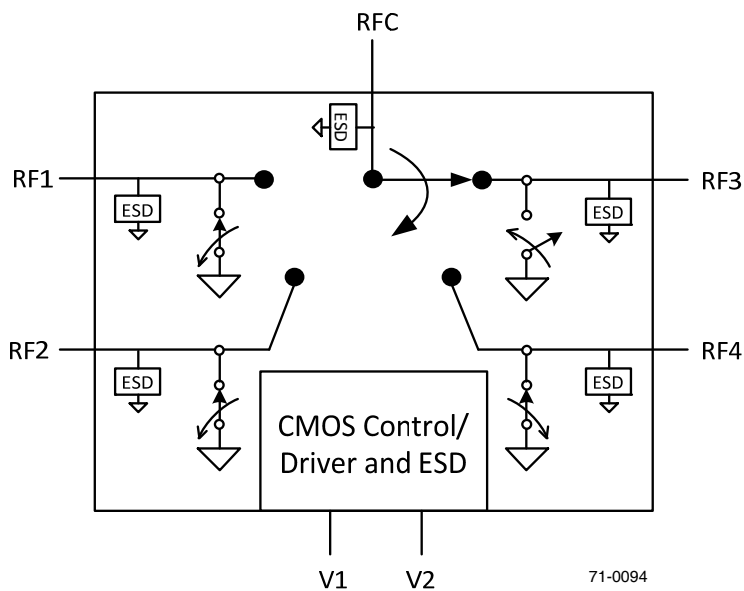 RFC
ESD
RF1
RF3
ESD
ESD
RF2
RF4
ESD
ESD
CMOS Control/
Driver and ESD
V1
V2
71-0094